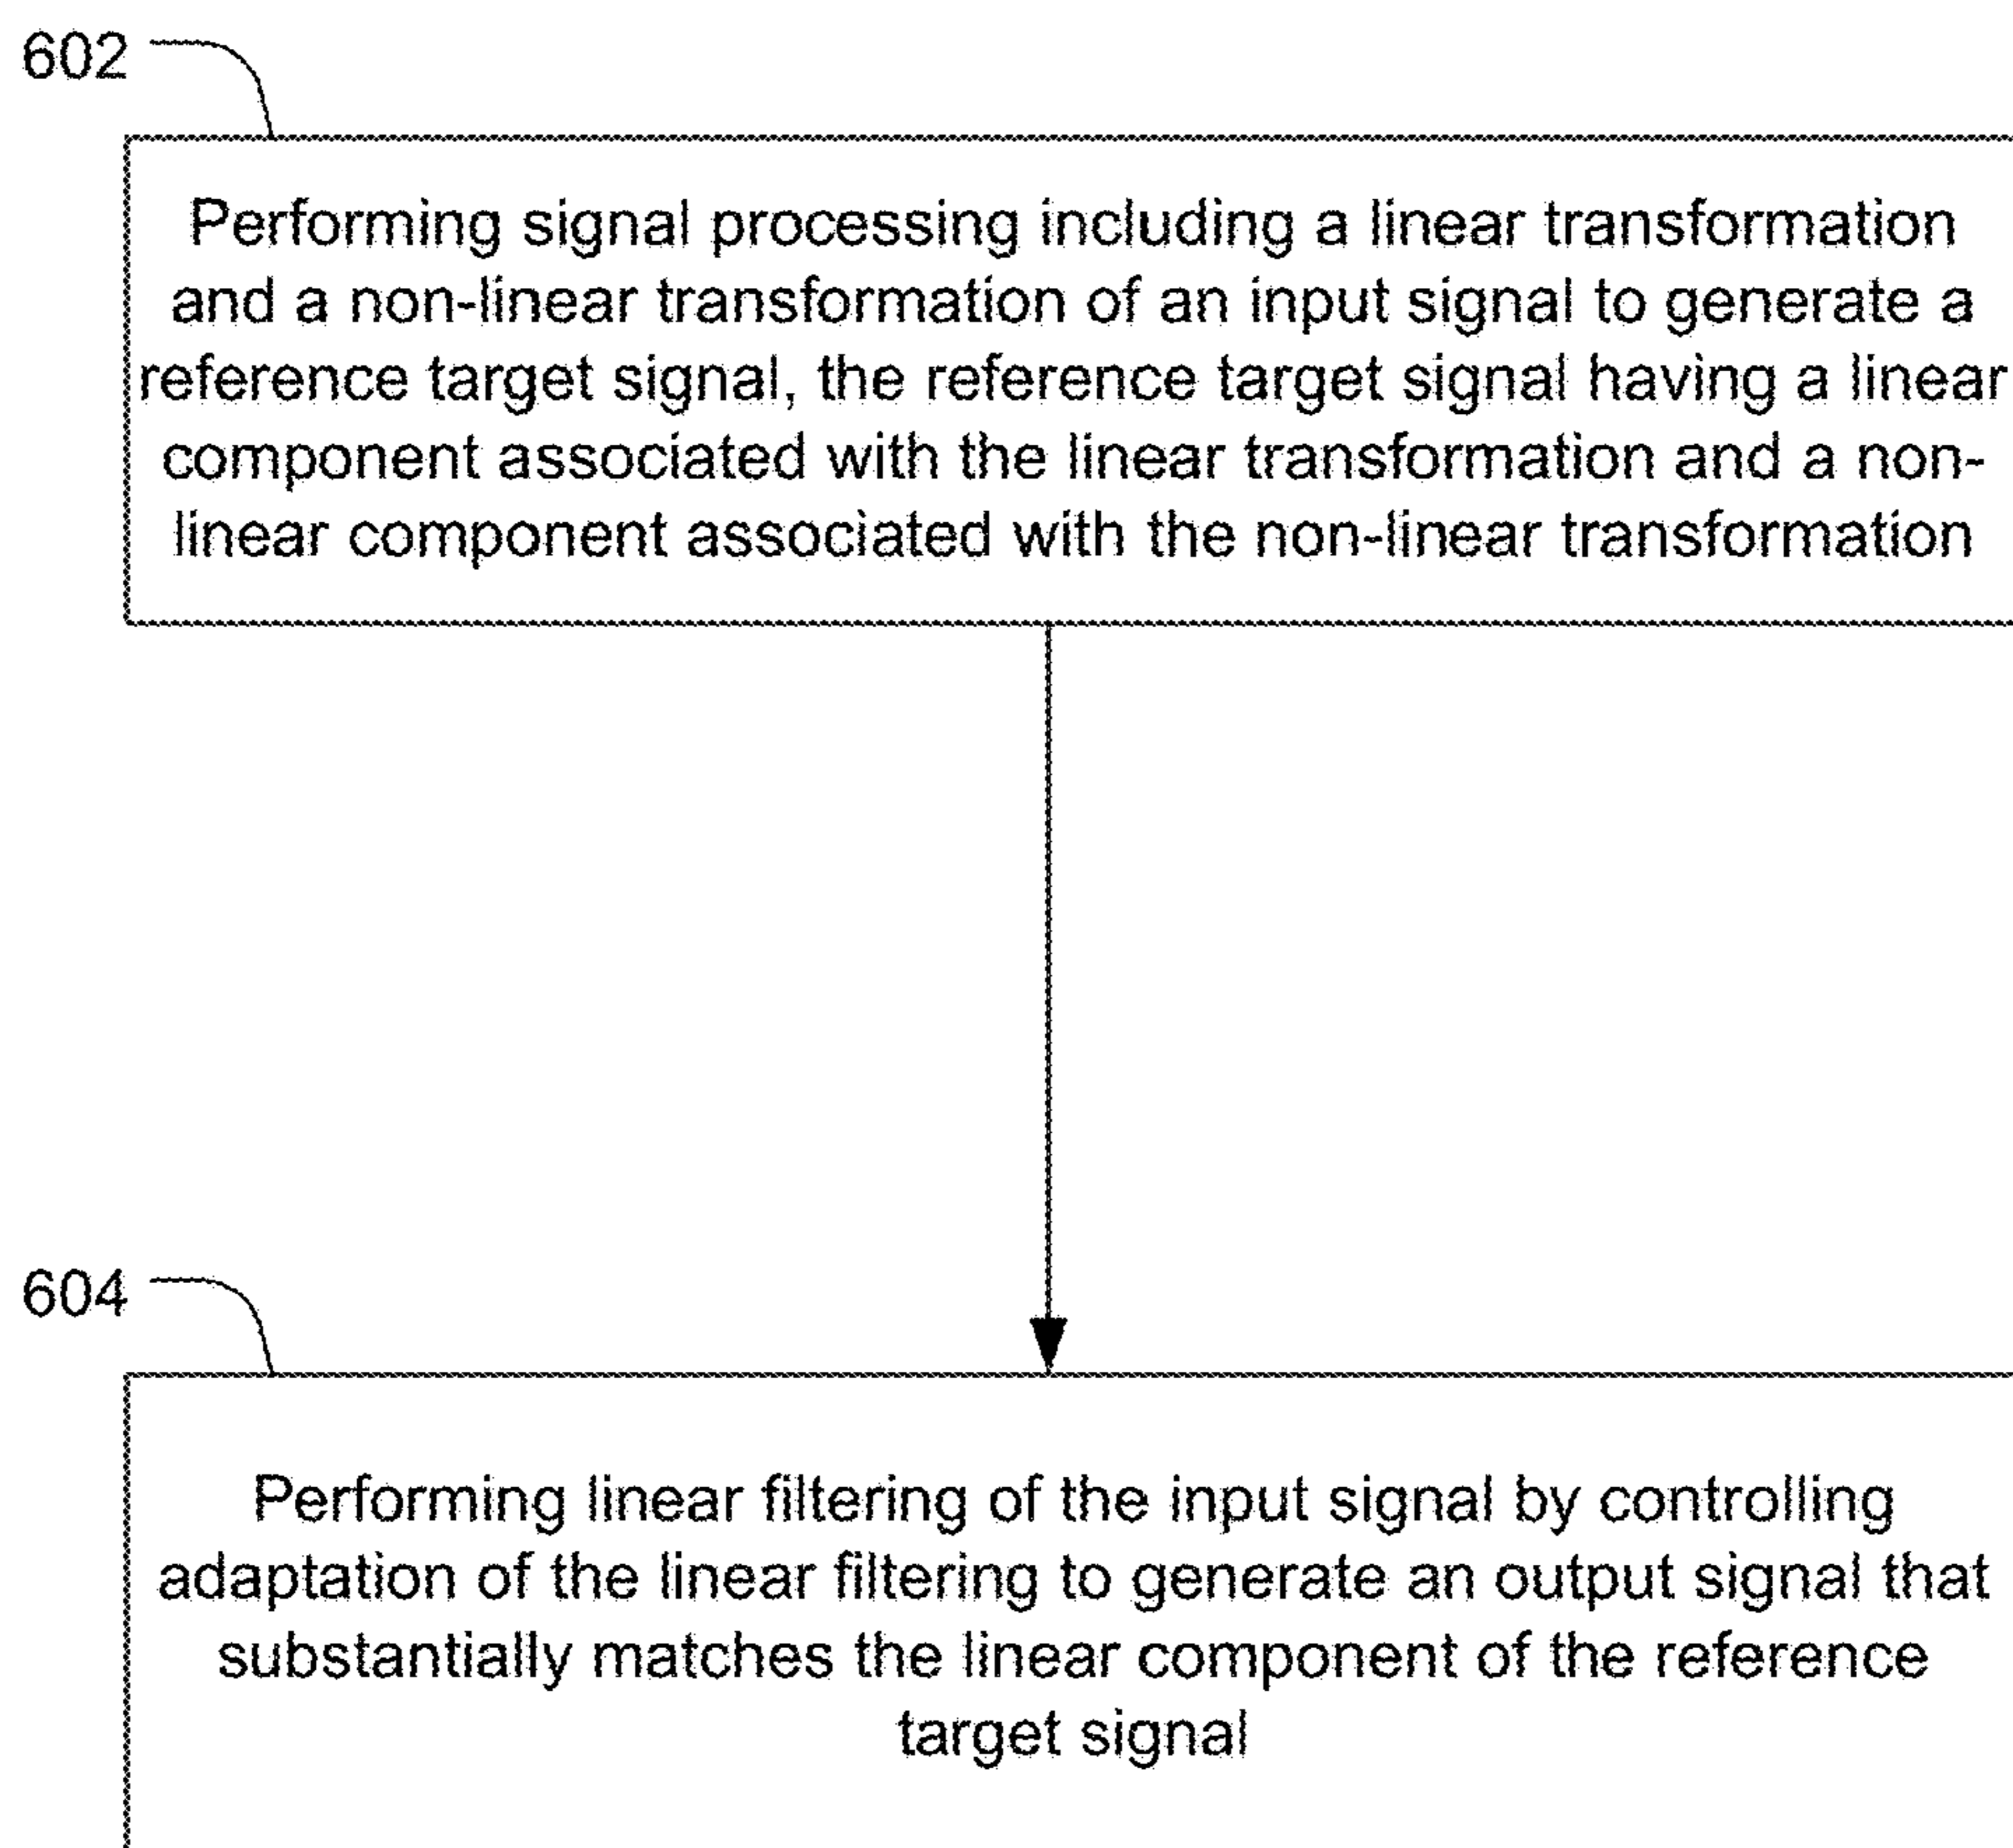 602
Performing signal processing including a linear transformation
and a non-linear transformation of an input signal to generate a
reference target signal, the reference target signal having a linear
component associated with the linear transformation and a non-
linear component associated with the non-linear transformation
604
Performing linear filtering of the input signal by controlling
adaptation of the linear filtering to generate an output signal that
substantially matches the linear component of the reference
target signal